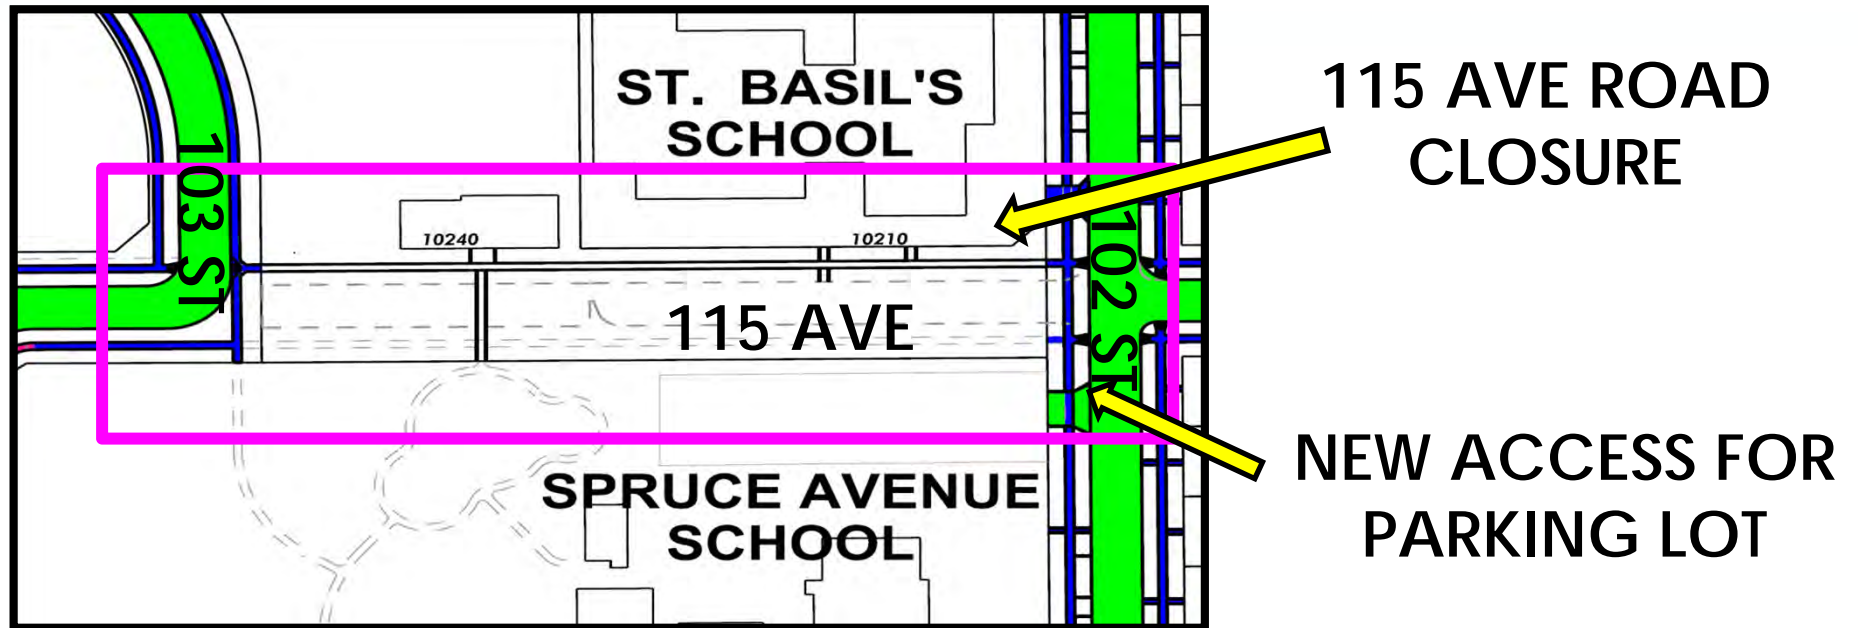 ST. BASIL'S
SCHOOL
115 AVE ROAD
CLOSURE
103 ST
10240
10210
102 ST
115 AVE
SPRUCE AVENUE
SCHOOL
NEW ACCESS FOR
PARKING LOT